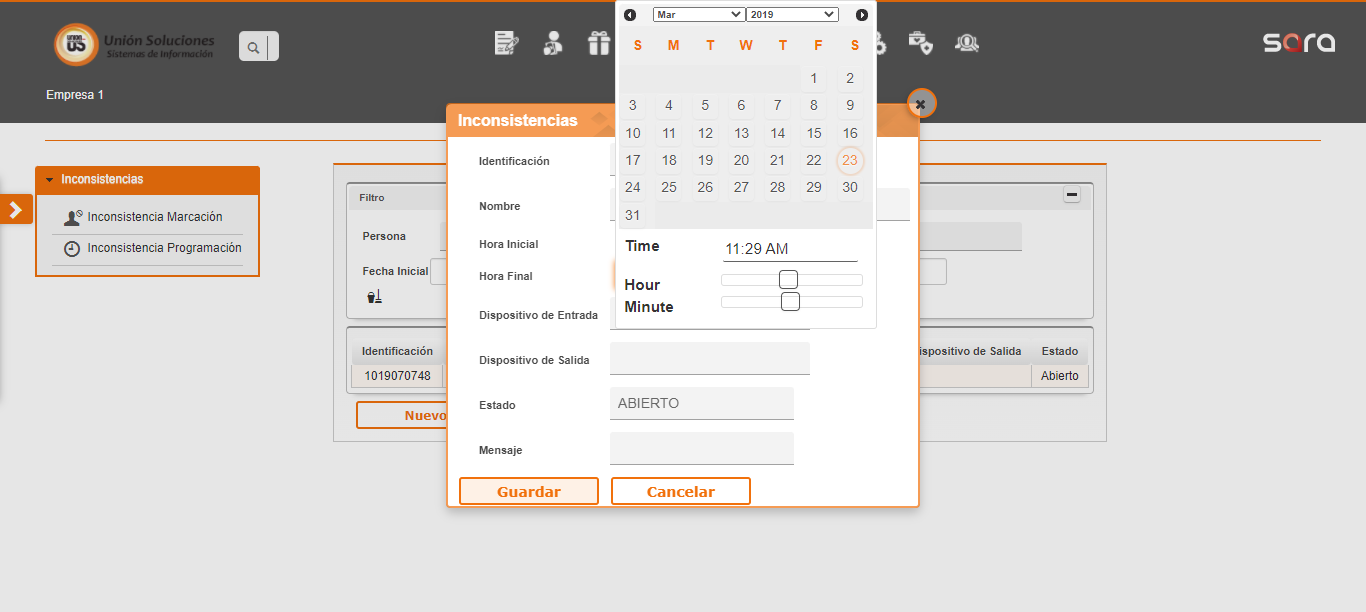 Mar 2019
S M T W T F S
1 2
3 4 5 6 7 8 9
10 11 12 13 14 15 16
17 18 19 20 21 22 23
24 25 26 27 28 29 30
31
Time 11:29 AM
Hour
Minute
UNION
US
Unión Soluciones
Sistemas de Información
sara
Empresa 1
Inconsistencias
Inconsistencia Marcación
Inconsistencia Programación
Filtro
Persona
Fecha Inicial
Identificación
1019070748
Nuevo
Dispositivo de Salida Estado
Abierto
Inconsistencias
Identificación
Nombre
Hora Inicial
Hora Final
Dispositivo de Entrada
Dispositivo de Salida
Estado ABIERTO
Mensaje
Guardar Cancelar